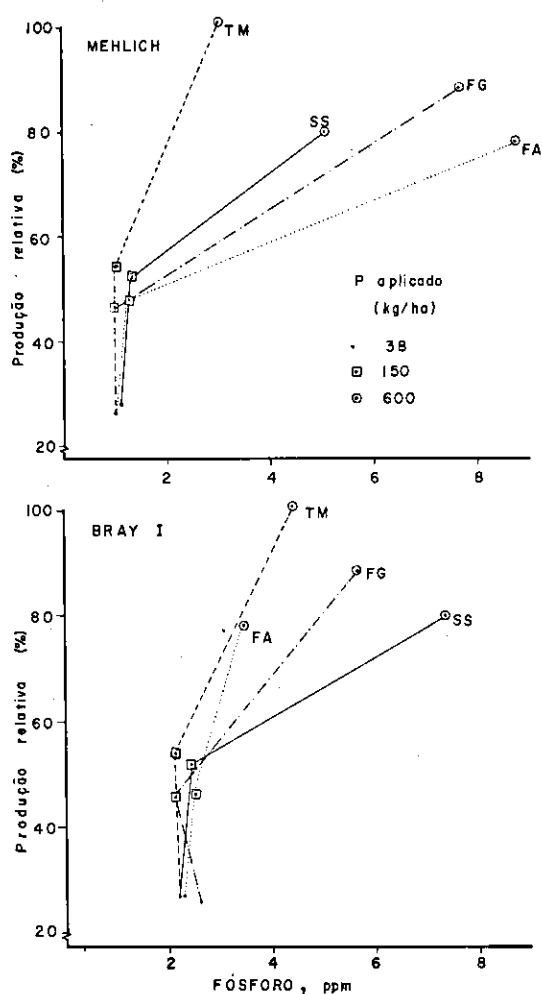 MEHLICH
100
80
60
40
20
Produção relativa (%)
TM
SS
FG
FA
P aplicado
(kg/ha)
38
150
600
2
4
6
8
BRAY I
100
80
60
40
20
Produção relativa (%)
TM
FG
FA
SS
2
4
6
8
FÓSFORO, ppm